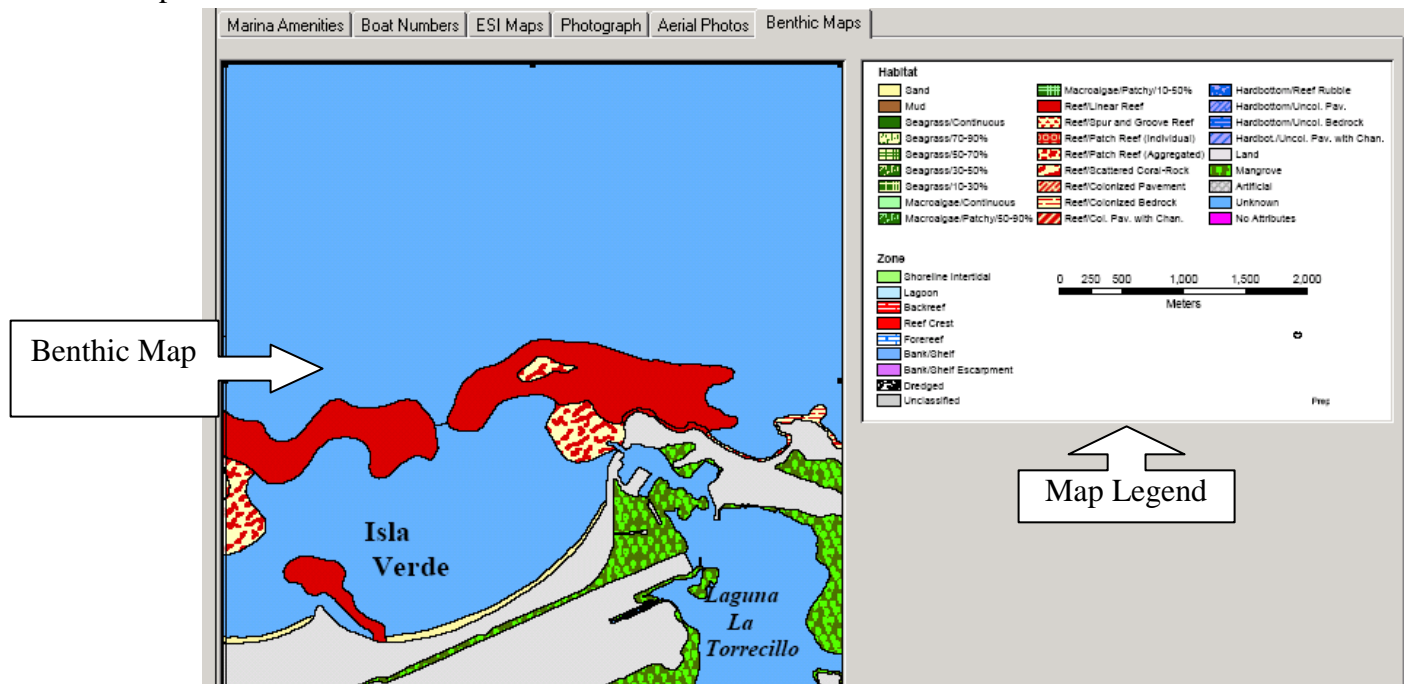 Marina Amenities Boat Numbers ESI Maps Photograph Aerial Photos Benthic Maps
Benthic Map
Isla
Verde
Laguna
La
Torrecillo
Habitat
Sand
Mud
Seagrass/Continuous
Seagrass/70-90%
Seagrass/50-70%
Seagrass/30-50%
Seagrass/10-30%
Macroalgae/Continuous
Macroalgae/Patchy/50-90%
Macroalgae/Patchy/10-50%
Reef/Linear Reef
Reef/Spur and Groove Reef
Reef/Patch Reef (Individual)
Reef/Patch Reef (Aggregated)
Reef/Scattered Coral-Rock
Reef/Colonized Pavement
Reef/Colonized Bedrock
Reef/Col. Pav. with Chan.
Hardbottom/Reef Rubble
Hardbottom/Uncol. Pav.
Hardbottom/Uncol. Bedrock
Hardbot./Uncol. Pav. with Chan.
Land
Mangrove
Artificial
Unknown
No Attributes
Zone
Shoreline Intertidal
Lagoon
Backreef
Reef Crest
Forereef
Bank/Shelf
Bank/Shelf Escarpment
Dredged
Unclassified
0 250 500 1,000 1,500 2,000
Meters
Prep
Map Legend